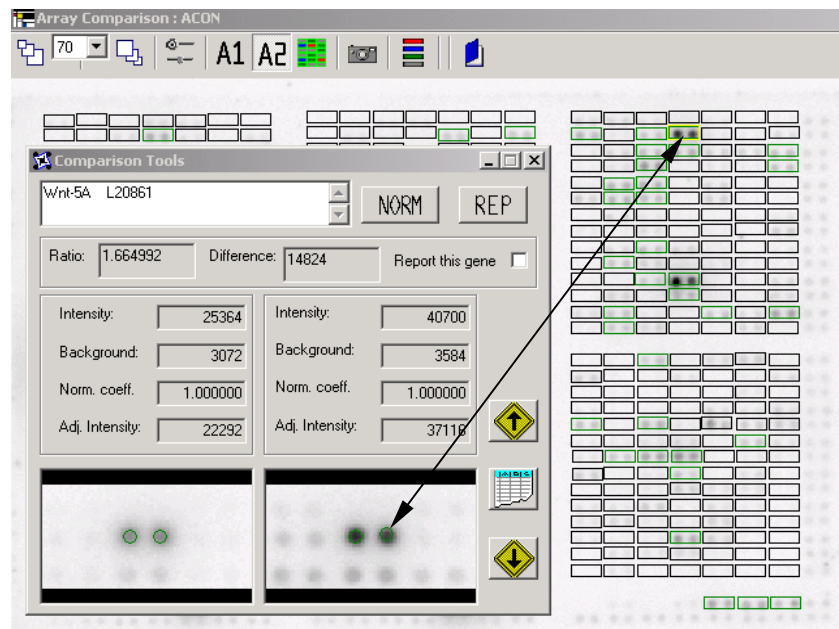 Array Comparison : ACON
70 A1 A2
Comparison Tools
Wnt-5A L20861
NORM REP
Ratio: 1.664992 Difference: 14824 Report this gene
Intensity: 25364 Intensity: 40700
Background: 3072 Background: 3584
Norm. coeff. 1.000000 Norm. coeff. 1.000000
Adj. Intensity: 22292 Adj. Intensity: 37116